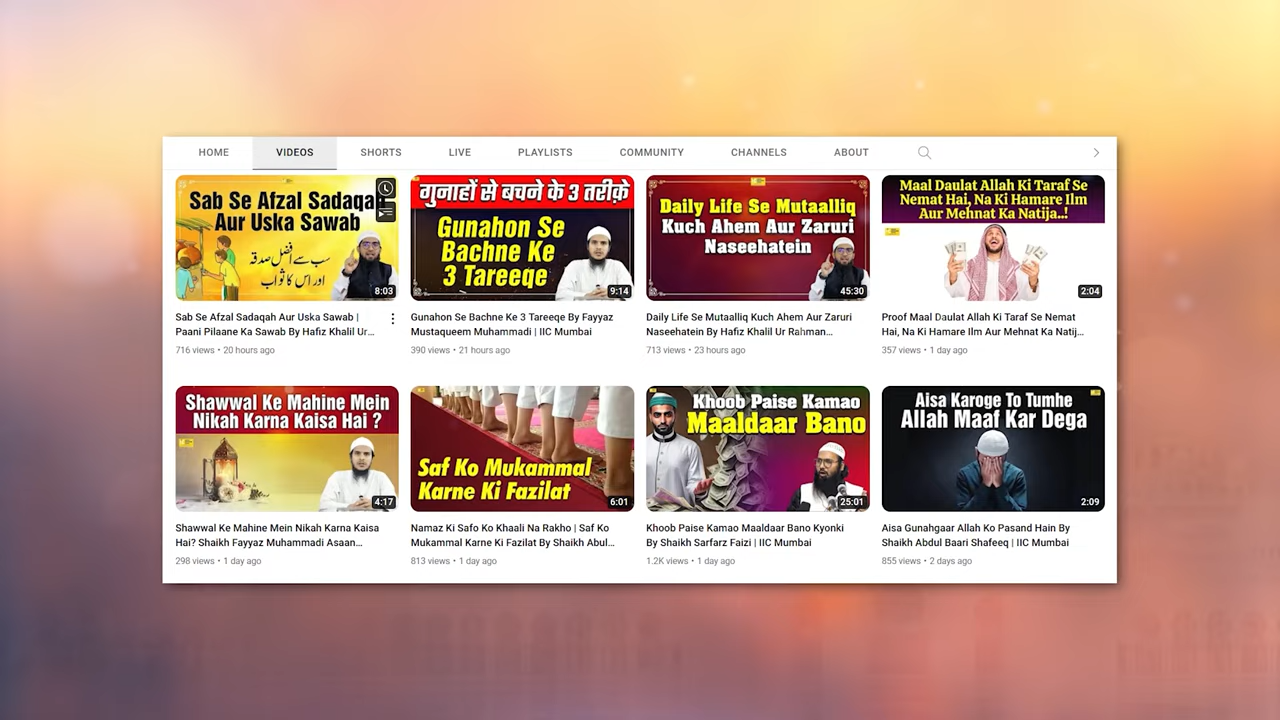 HOME VIDEOS SHORTS LIVE PLAYLISTS COMMUNITY CHANNELS ABOUT
Sab Se Afzal Sadaqah
Aur Uska Sawab
سب سے افضل صدقہ
اور اس کا ثواب
8:03
Sab Se Afzal Sadaqah Aur Uska Sawab |
Paani Pilaane Ka Sawab By Hafiz Khalil Ur...
716 views • 20 hours ago
गुनाहों से बचने के 3 तरीक़े
Gunahon Se
Bachne Ke
3 Tareeqe
9:14
Gunahon Se Bachne Ke 3 Tareeqe By Fayyaz
Mustaqueem Muhammadi | IIC Mumbai
390 views • 21 hours ago
Daily Life Se Mutaalliq
Kuch Ahem Aur Zaruri
Naseehatein
45:30
Daily Life Se Mutaalliq Kuch Ahem Aur Zaruri
Naseehatein By Hafiz Khalil Ur Rahman...
713 views • 23 hours ago
Maal Daulat Allah Ki Taraf Se
Nemat Hai, Na Ki Hamare Ilm
Aur Mehnat Ka Natija..!
2:04
Proof Maal Daulat Allah Ki Taraf Se Nemat
Hai, Na Ki Hamare Ilm Aur Mehnat Ka Natij...
357 views • 1 day ago
Shawwal Ke Mahine Mein
Nikah Karna Kaisa Hai ?
4:17
Shawwal Ke Mahine Mein Nikah Karna Kaisa
Hai? Shaikh Fayyaz Muhammadi Asaan...
298 views • 1 day ago
Saf Ko Mukammal
Karne Ki Fazilat
6:01
Namaz Ki Safo Ko Khaali Na Rakho | Saf Ko
Mukammal Karne Ki Fazilat By Shaikh Abul...
813 views • 1 day ago
Khoob Paise Kamao
Maaldaar Bano
25:01
Khoob Paise Kamao Maaldaar Bano Kyonki
By Shaikh Sarfarz Faizi | IIC Mumbai
1.2K views • 1 day ago
Aisa Karoge To Tumhe
Allah Maaf Kar Dega
2:09
Aisa Gunahgaar Allah Ko Pasand Hain By
Shaikh Abdul Baari Shafeeq | IIC Mumbai
855 views • 2 days ago